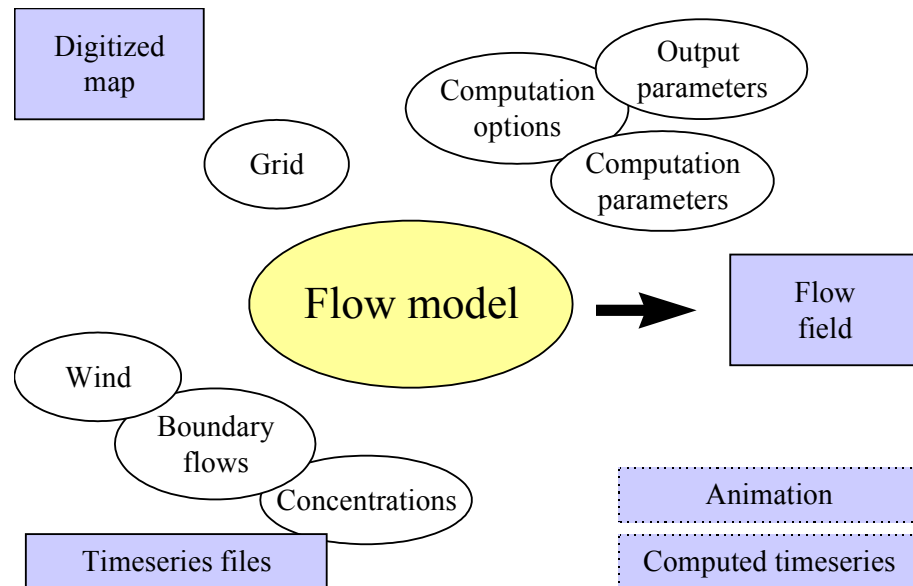 Digitized
map
Output
parameters
Computation
options
Grid
Computation
parameters
Flow model
Flow
field
Wind
Boundary
flows
Concentrations
Animation
Timeseries files
Computed timeseries